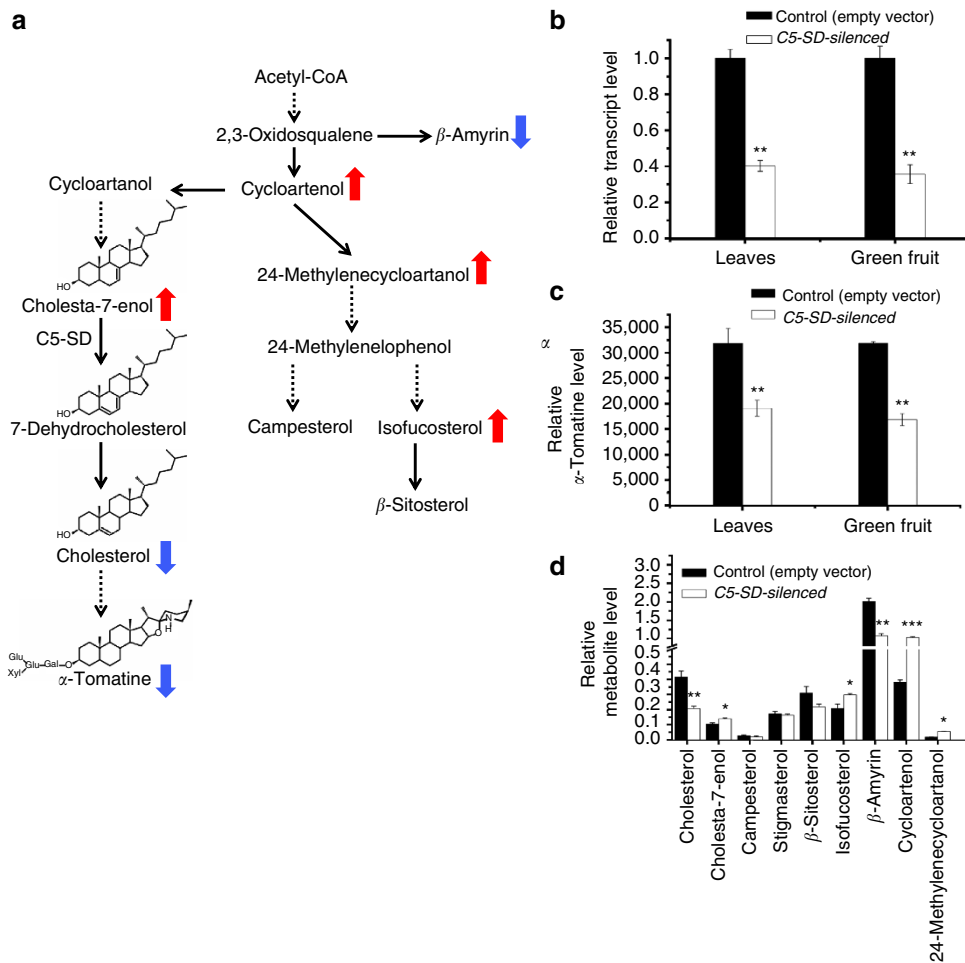 a
Acetyl-CoA
2,3-Oxidosqualene
β-Amyrin
Cycloartanol
Cycloartenol
HO
Cholesta-7-enol
24-Methylenecycloartanol
C5-SD
24-Methylenelophenol
HO
7-Dehydrocholesterol
Campesterol
Isofucosterol
β-Sitosterol
HO
Cholesterol
N
H
O
Glu
Glu
Gal
O
Xyl
α-Tomatine
b
Control (empty vector)
C5-SD-silenced
Relative transcript level
1.0
0.8
0.6
0.4
0.2
0.0
**
**
Leaves
Green fruit
c
Control (empty vector)
C5-SD-silenced
α
Relative
α-Tomatine level
35,000
30,000
25,000
20,000
15,000
10,000
5,000
0
**
**
Leaves
Green fruit
d
Control (empty vector)
C5-SD-silenced
Relative
metabolite level
3.0
2.5
2.0
1.5
1.0
0.5
0.4
0.3
0.2
0.1
0.0
**
*
*
**
***
*
Cholesterol
Cholesta-7-enol
Campesterol
Stigmasterol
β-Sitosterol
Isofucosterol
β-Amyrin
Cycloartenol
24-Methylenecycloartanol